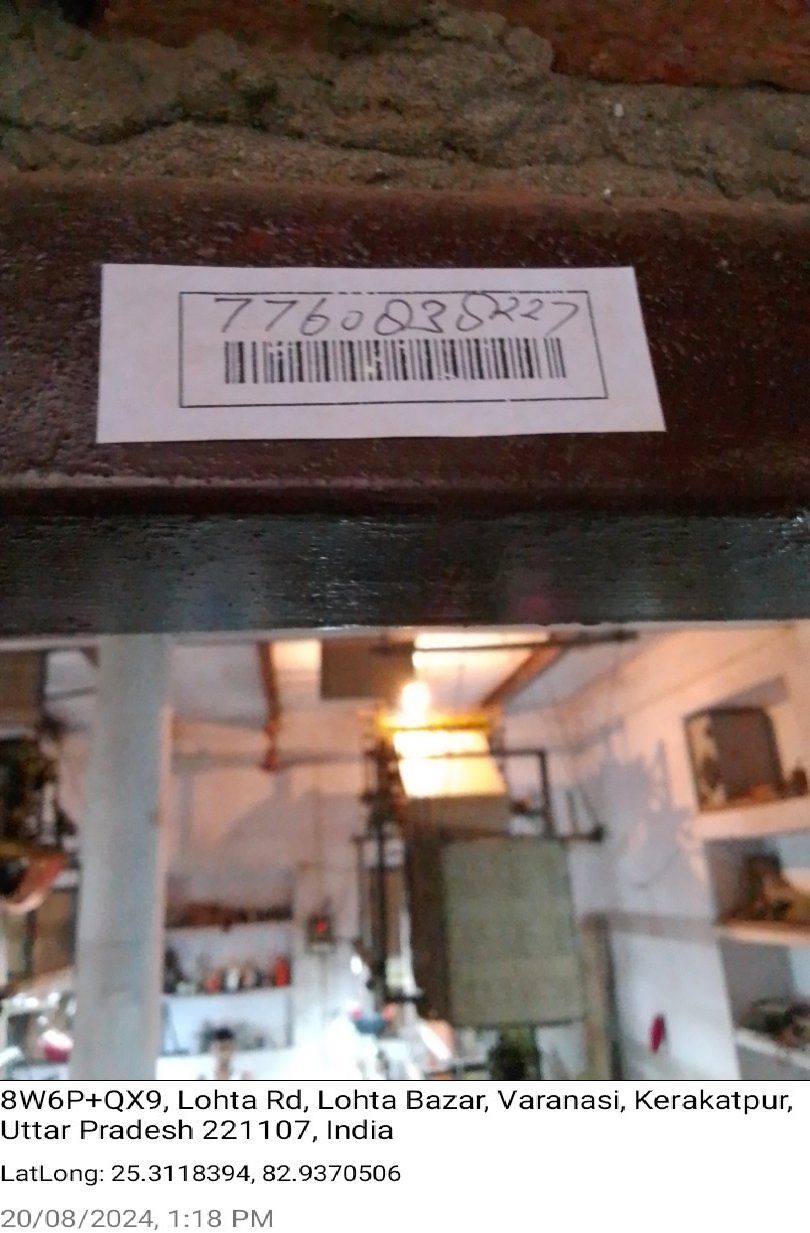 7760838227
8W6P+QX9, Lohta Rd, Lohta Bazar, Varanasi, Kerakatpur,
Uttar Pradesh 221107, India
LatLong: 25.3118394, 82.9370506
20/08/2024, 1:18 PM